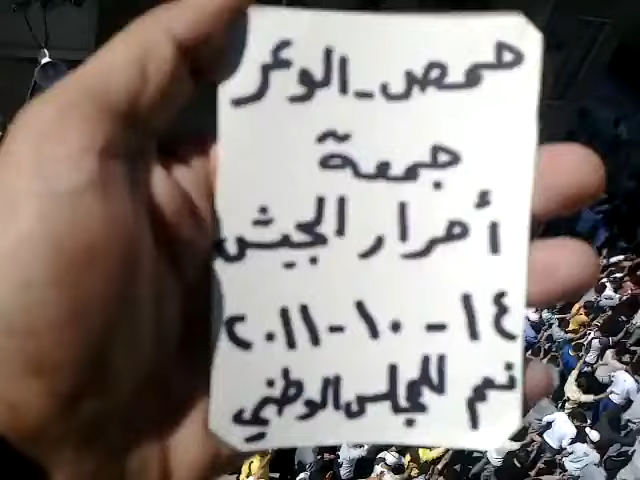 حمص_الوعر
جمعة
أحرار الجيش
١٤-١٠-٢٠١١
نعم للمجلس الوطني